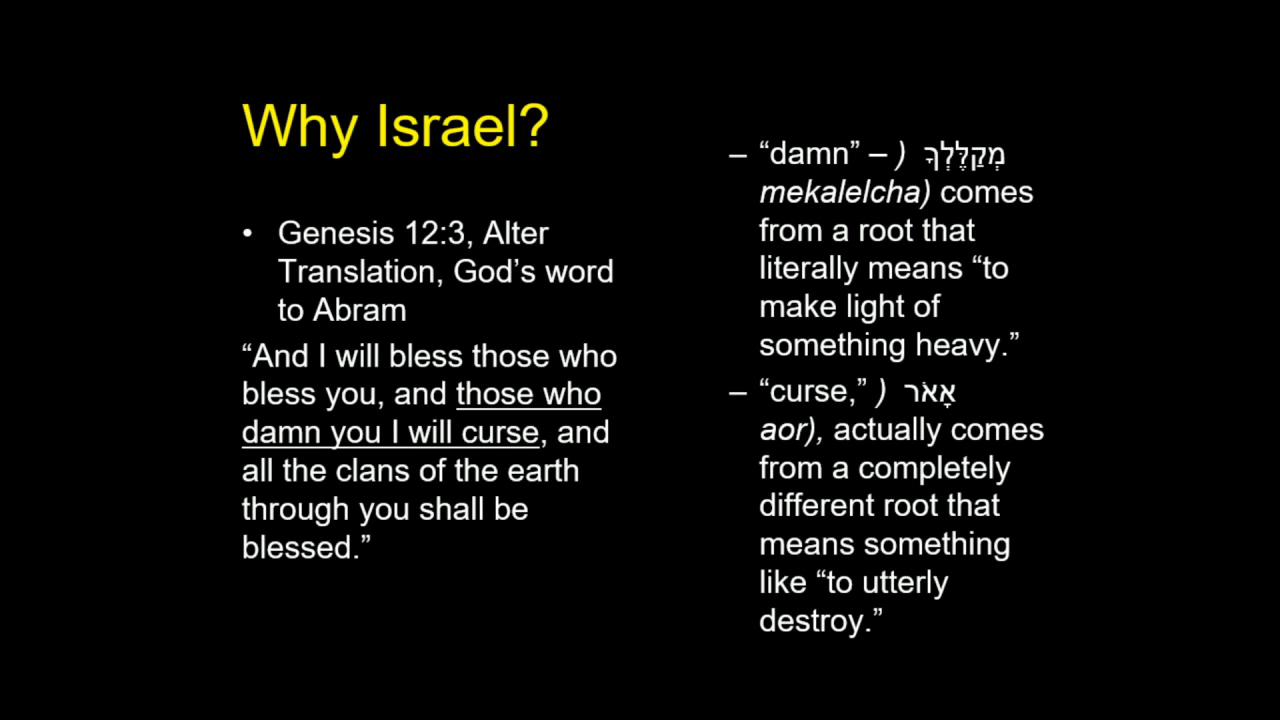 Why Israel?
• Genesis 12:3, Alter
Translation, God’s word
to Abram
“And I will bless those who
bless you, and those who
damn you I will curse, and
all the clans of the earth
through you shall be
blessed.”
– “damn” – ) מְקַלֶּלְךָ
mekalelcha) comes
from a root that
literally means “to
make light of
something heavy.”
– “curse,” ) אָאֹר
aor), actually comes
from a completely
different root that
means something
like “to utterly
destroy.”